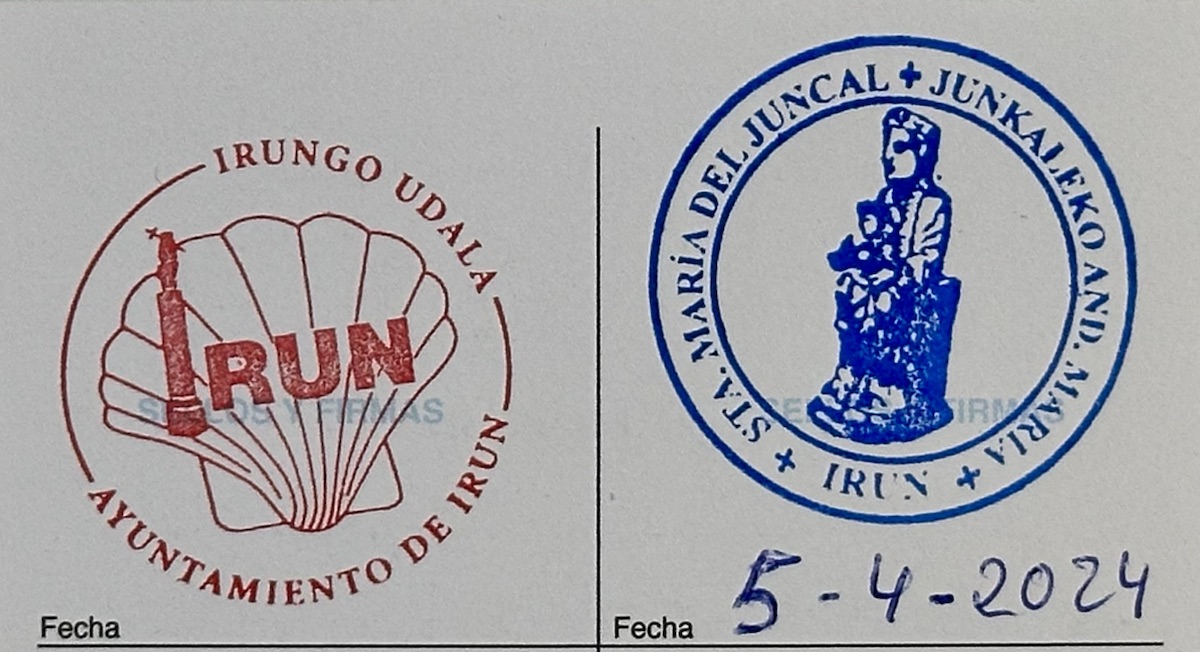 IRUNGO UDALA
IRUN
SELLOS Y FIRMAS
AYUNTAMIENTO DE IRUN
Fecha
STA. MARÍA DEL JUNCAL + JUNKALEKO AND. MARIA +
SELLOS Y FIRMAS
IRUN +
Fecha 5-4-2024